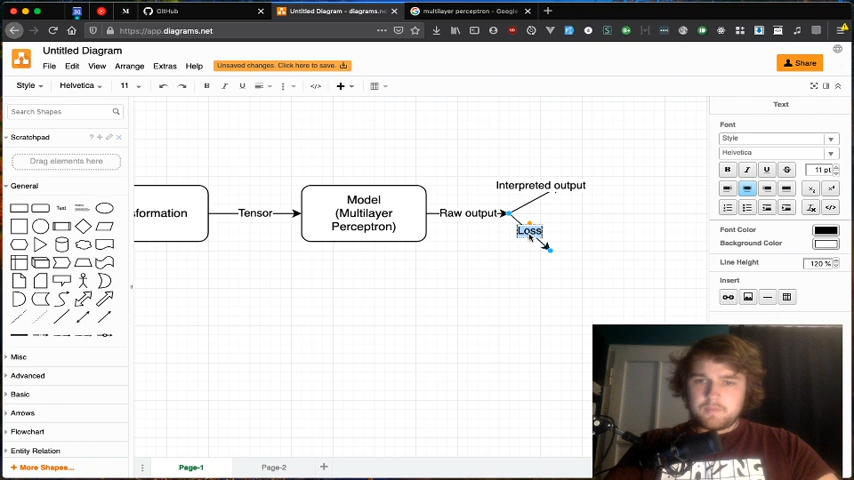 GitHub
Untitled Diagram - diagrams.net
multilayer perceptron - Google
https://app.diagrams.net
Untitled Diagram
File Edit View Arrange Extras Help
Unsaved changes. Click here to save.
Share
Style Helvetica 11
Search Shapes
Scratchpad
Drag elements here
General
Text
Misc
Advanced
Basic
Arrows
Flowchart
Entity Relation
+ More Shapes...
sformation
Tensor
Model
(Multilayer
Perceptron)
Raw output
Interpreted output
Loss
Page-1 Page-2
Text
Font
Style
Helvetica
B I U S 11 pt
Font Color
Background Color
Line Height 120 %
Insert